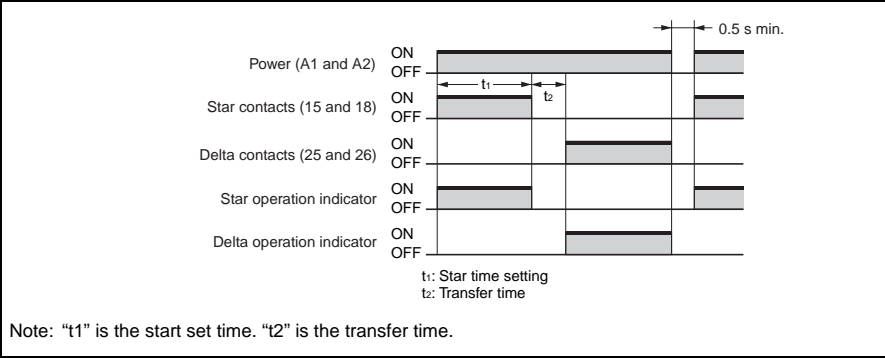 0.5 s min.
Power (A1 and A2) ON
OFF
t1
t2
Star contacts (15 and 18) ON
OFF
Delta contacts (25 and 26) ON
OFF
Star operation indicator ON
OFF
Delta operation indicator ON
OFF
t1: Star time setting
t2: Transfer time
Note: “t1” is the start set time. “t2” is the transfer time.